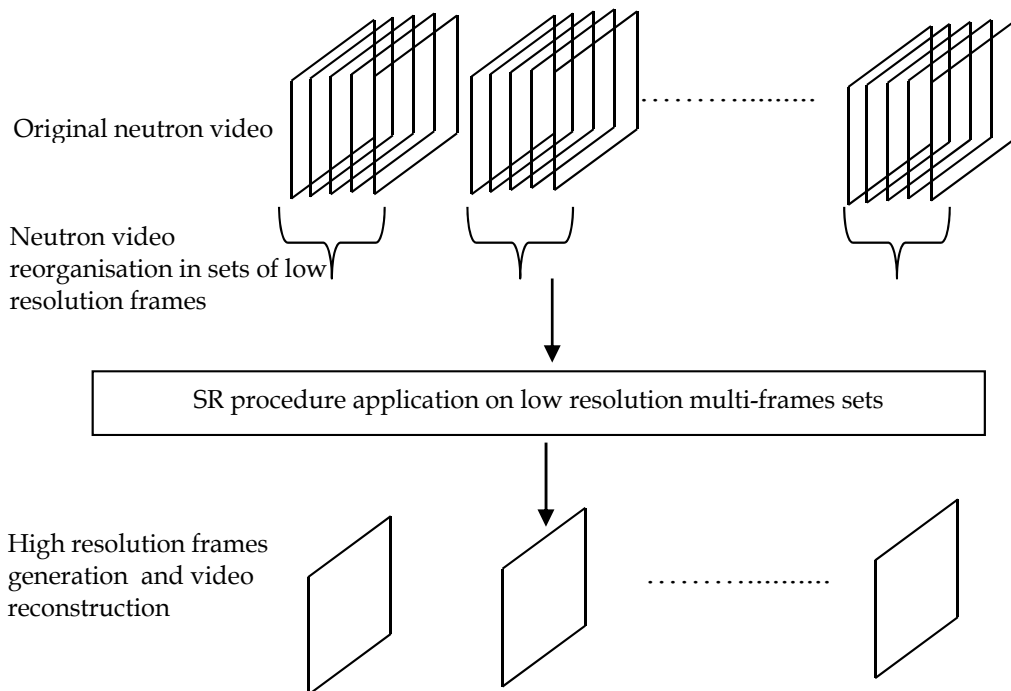 Original neutron video
Neutron video
reorganisation in sets of low
resolution frames
SR procedure application on low resolution multi-frames sets
High resolution frames
generation and video
reconstruction